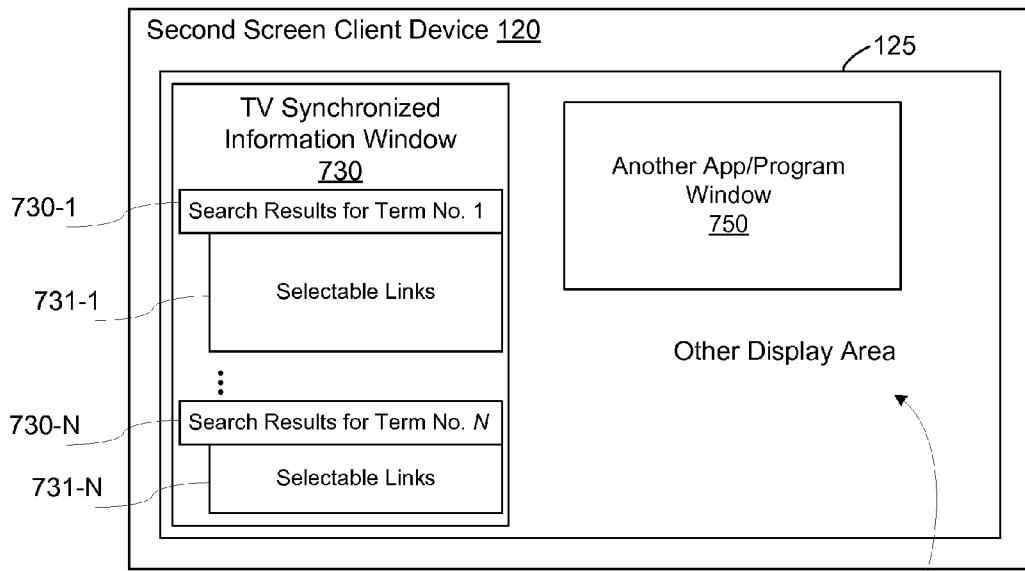 Second Screen Client Device 120
125
TV Synchronized
Information Window
730
730-1
Search Results for Term No. 1
731-1
Selectable Links
⋮
730-N
Search Results for Term No. N
731-N
Selectable Links
Another App/Program
Window
750
Other Display Area